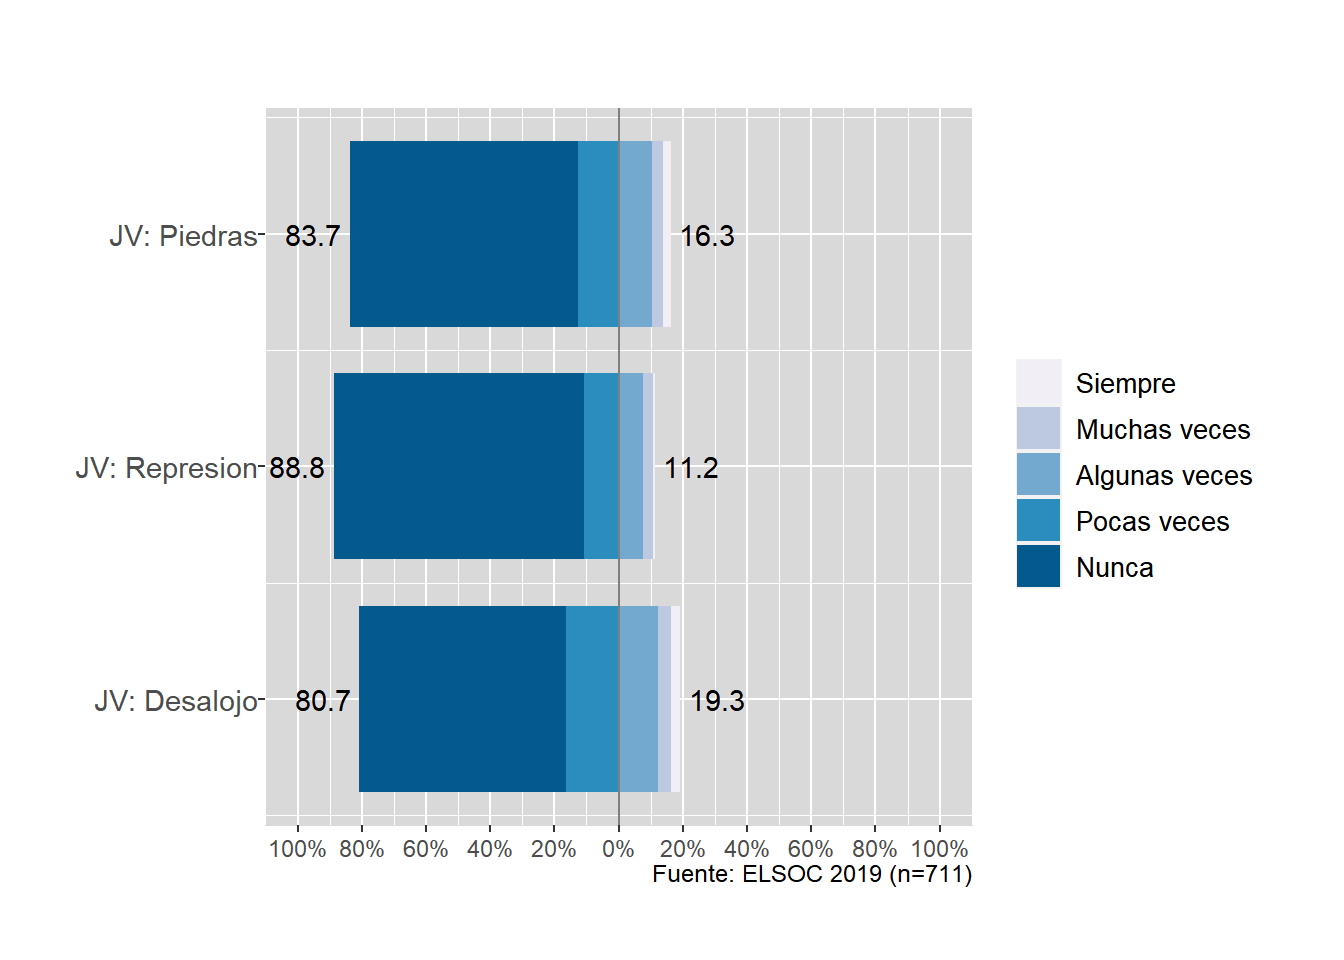 JV: Piedras 83.7 16.3
JV: Represion 88.8 11.2
JV: Desalojo 80.7 19.3
100% 80% 60% 40% 20% 0% 20% 40% 60% 80% 100%
Fuente: ELSOC 2019 (n=711)
Siempre
Muchas veces
Algunas veces
Pocas veces
Nunca